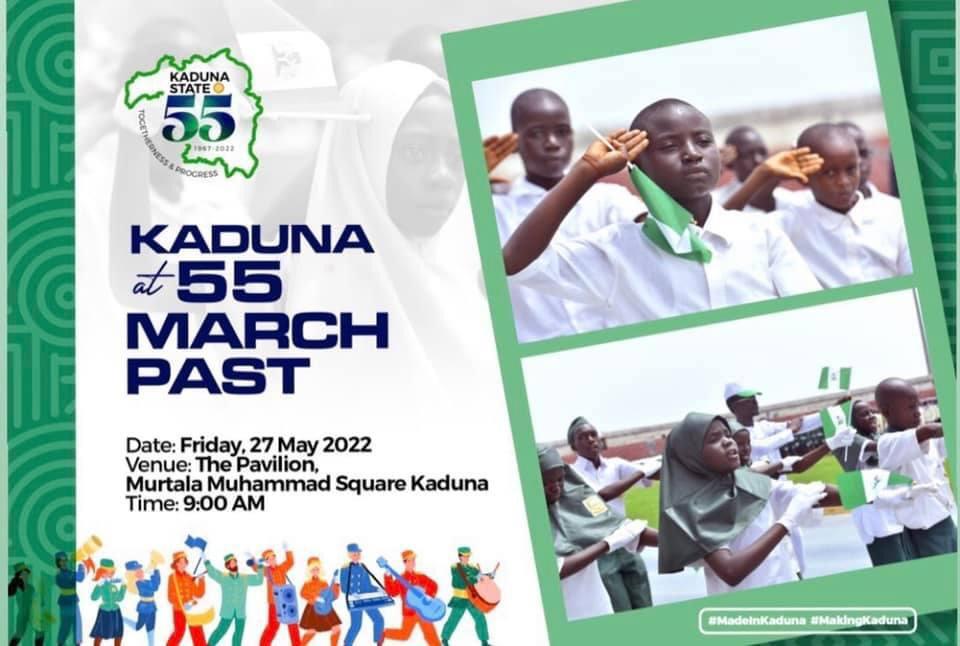 KADUNA
STATE
55
1967-2022
TOGETHERNESS & PROGRESS
KADUNA
at 55
MARCH
PAST
Date: Friday, 27 May 2022
Venue: The Pavilion,
Murtala Muhammad Square Kaduna
Time: 9:00 AM
#MadeInKaduna #MakingKaduna